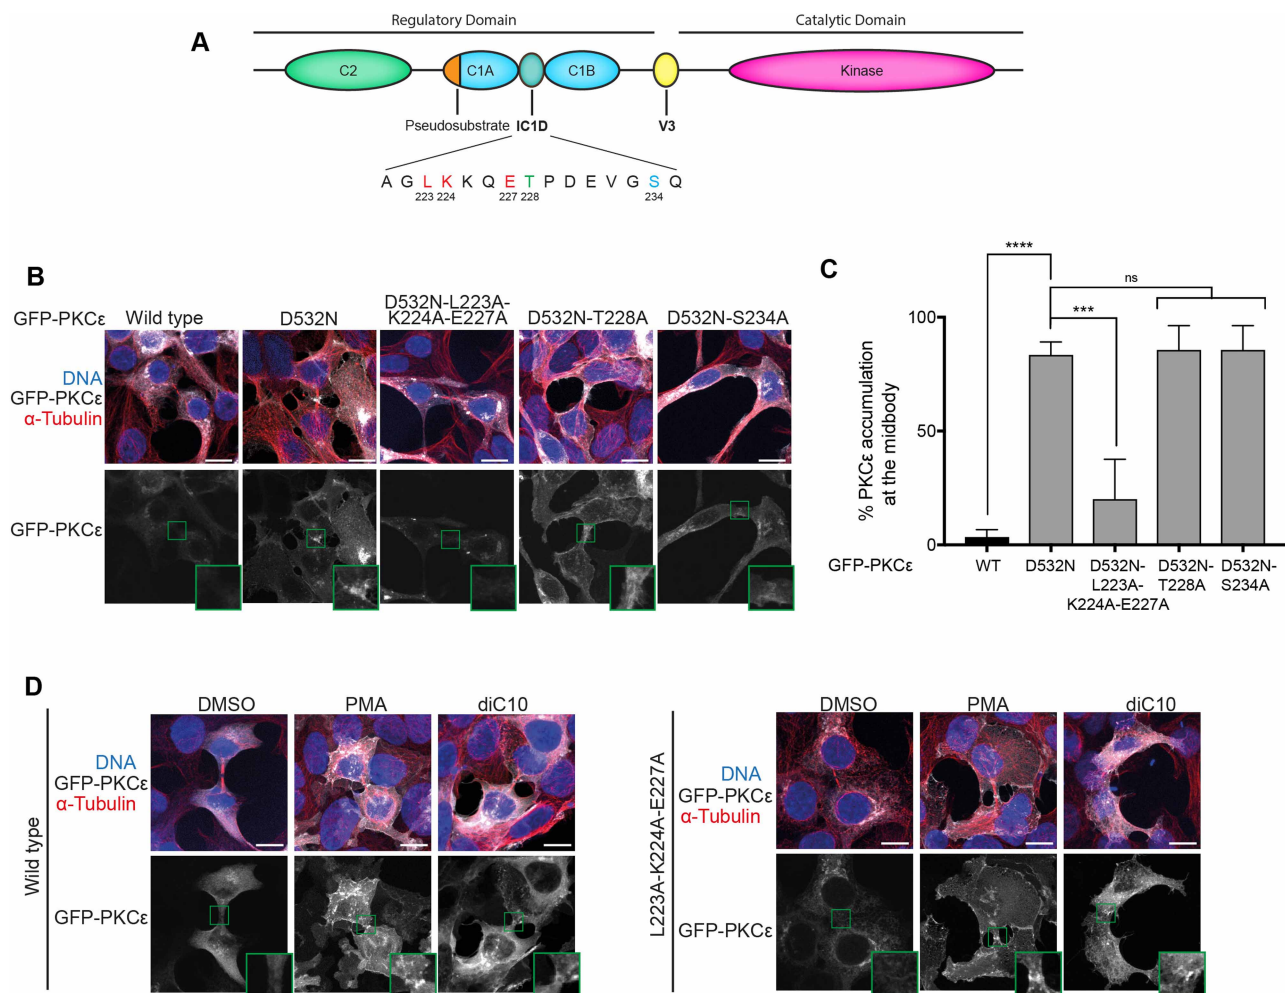 A
Regulatory Domain
Catalytic Domain
C2
C1A
C1B
Kinase
Pseudosubstrate
IC1D
V3
A G L K K Q E T P D E V G S Q
223 224 227 228 234
B
GFP-PKCε
Wild type
D532N
D532N-L223A-
K224A-E227A
D532N-T228A
D532N-S234A
DNA
GFP-PKCε
α-Tubulin
GFP-PKCε
C
****
ns
***
% PKCε accumulation
at the midbody
100
50
0
GFP-PKCε
WT
D532N
D532N-
L223A-
K224A-E227A
D532N-
T228A
D532N-
S234A
D
Wild type
DMSO
PMA
diC10
DNA
GFP-PKCε
α-Tubulin
GFP-PKCε
L223A-K224A-E227A
DMSO
PMA
diC10
DNA
GFP-PKCε
α-Tubulin
GFP-PKCε